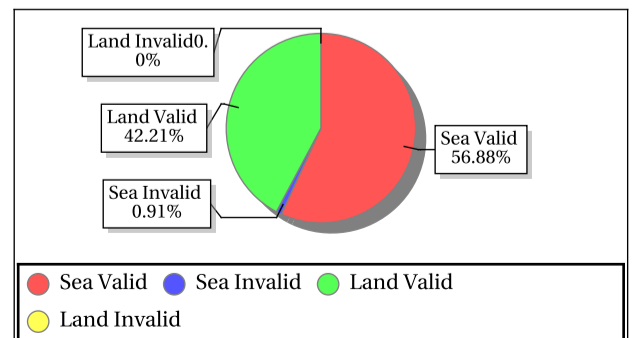 Land Invalid0.
0%
Land Valid
42.21%
Sea Valid
56.88%
Sea Invalid
0.91%
Sea Valid
Sea Invalid
Land Valid
Land Invalid